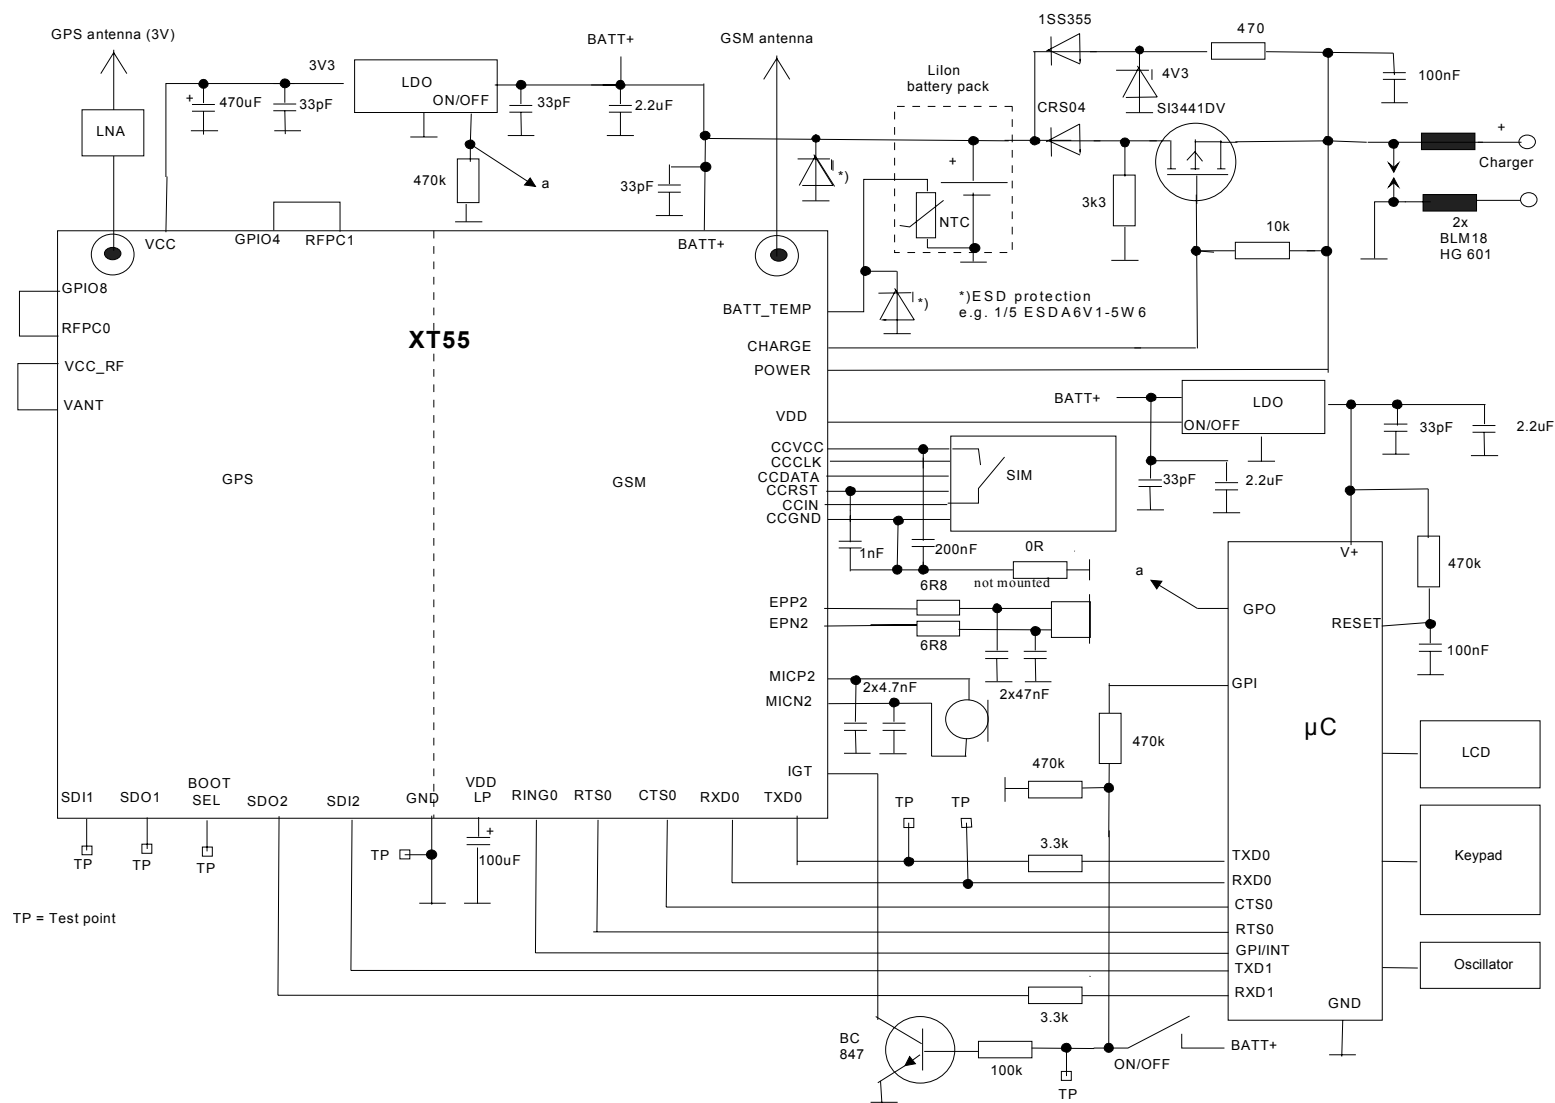 GPS antenna (3V)
3V3
BATT+
GSM antenna
1SS355
470
LDO
ON/OFF
LiIon
battery pack
4V3
100nF
+
470uF
33pF
33pF
2.2uF
CRS04
SI3441DV
LNA
+
Charger
470k
a
33pF
*)
+
NTC
3k3
10k
2x
BLM18
HG 601
VCC
GPIO4
RFPC1
BATT+
GPIO8
RFPC0
BATT_TEMP
*)
*)ESD protection
e.g. 1/5 ESDA6V1-5W6
XT55
CHARGE
VCC_RF
POWER
VANT
VDD
BATT+
LDO
ON/OFF
33pF
2.2uF
CCVCC
CCCLK
CCDATA
CCRST
CCIN
CCGND
SIM
33pF
2.2uF
GPS
GSM
1nF
200nF
0R
not mounted
V+
470k
a
6R8
EPP2
EPN2
6R8
GPO
RESET
100nF
MICP2
MICN2
2x4.7nF
2x47nF
GPI
µC
470k
LCD
IGT
470k
SDI1
SDO1
BOOT
SEL
SDO2
SDI2
GND
VDD
LP
RING0
RTS0
CTS0
RXD0
TXD0
TP
TP
TP
TP
TP
TP
+
100uF
3.3k
TXD0
RXD0
CTS0
RTS0
GPI/INT
TXD1
RXD1
Keypad
TP = Test point
Oscillator
3.3k
GND
BC
847
100k
TP
ON/OFF
BATT+